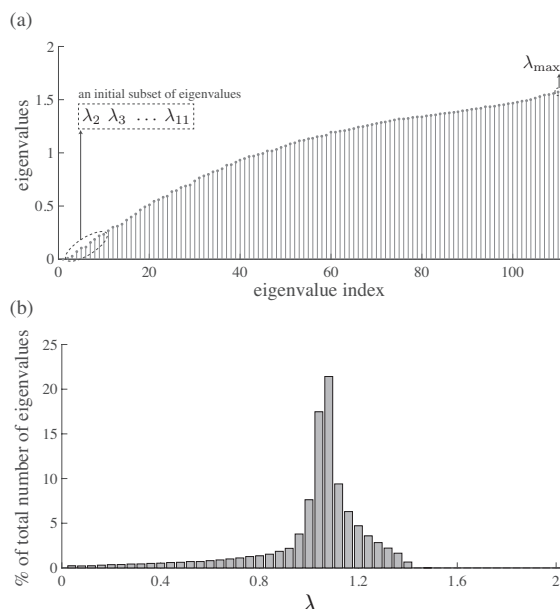 (a)
2
1.5
1
0.5
0
eigenvalues
an initial subset of eigenvalues
λ2 λ3 … λ11
λmax
0 20 40 60 80 100
eigenvalue index
(b)
25
20
15
10
5
0
% of total number of eigenvalues
0 0.4 0.8 1.2 1.6 2
λ